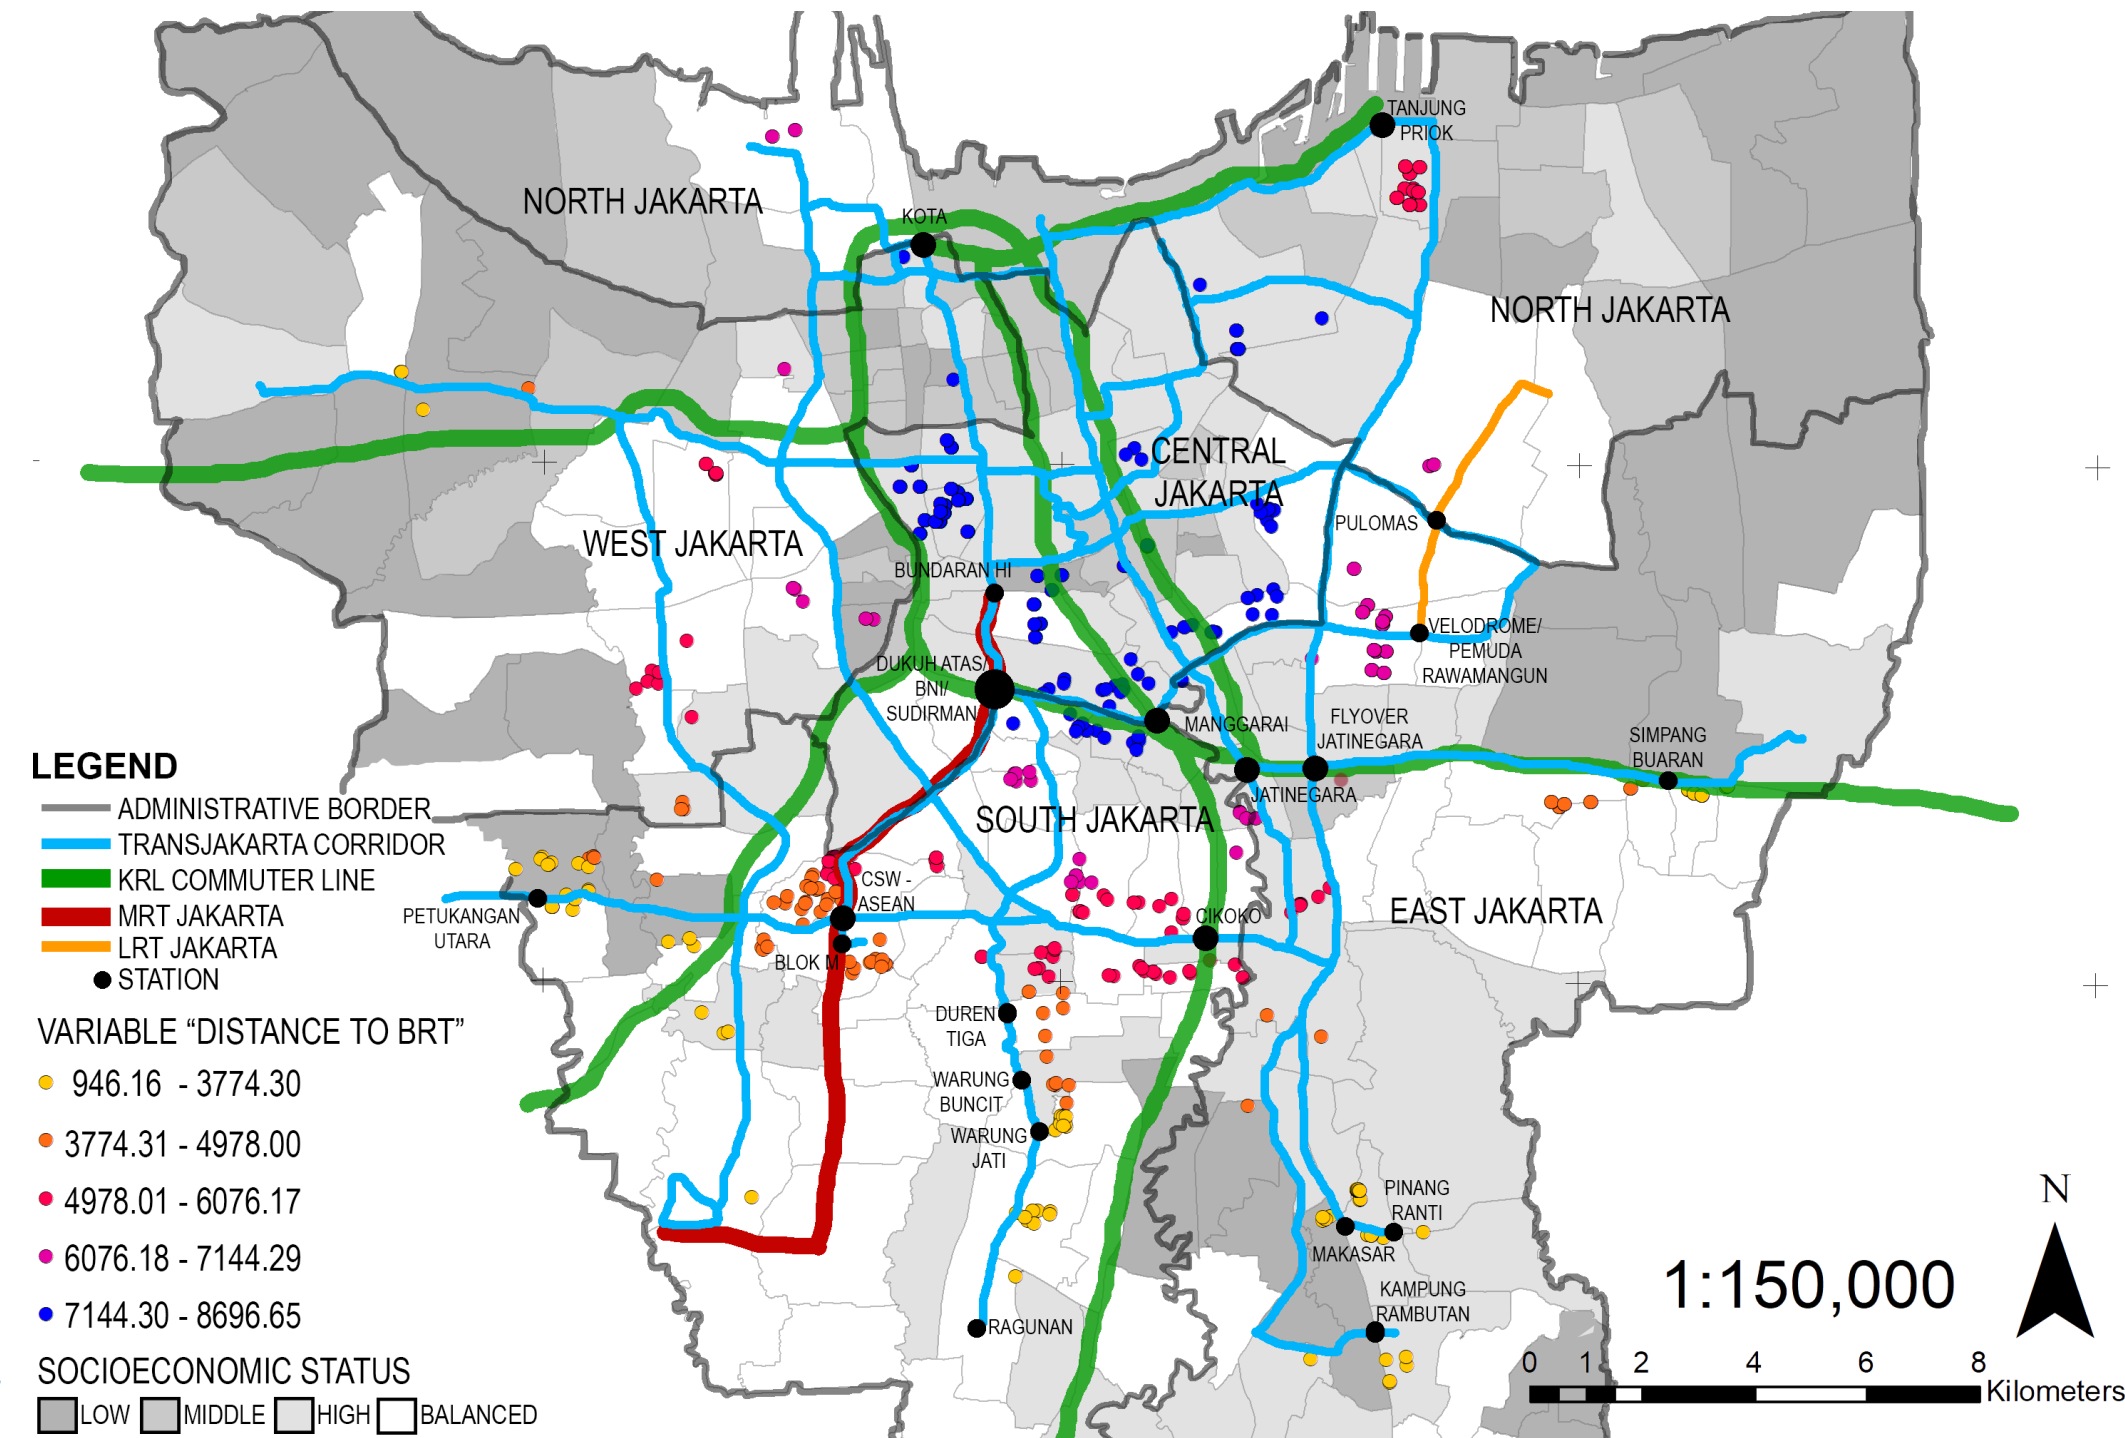 TANJUNG
PRIOK
NORTH JAKARTA
KOTA
NORTH JAKARTA
CENTRAL
JAKARTA
PULOMAS
WEST JAKARTA
BUNDARAN HI
VELODROME/
PEMUDA
RAWAMANGUN
DUKUH ATAS/
BNI/
SUDIRMAN
MANGGARAI
FLYOVER
JATINEGARA
SIMPANG
BUARAN
JATINEGARA
SOUTH JAKARTA
CSW -
ASEAN
PETUKANGAN
UTARA
CIKOKO
EAST JAKARTA
BLOK M
DUREN
TIGA
WARUNG
BUNCIT
WARUNG
JATI
PINANG
RANTI
MAKASAR
KAMPUNG
RAMBUTAN
RAGUNAN
LEGEND
ADMINISTRATIVE BORDER
TRANSJAKARTA CORRIDOR
KRL COMMUTER LINE
MRT JAKARTA
LRT JAKARTA
STATION
VARIABLE “DISTANCE TO BRT”
946.16 - 3774.30
3774.31 - 4978.00
4978.01 - 6076.17
6076.18 - 7144.29
7144.30 - 8696.65
SOCIOECONOMIC STATUS
LOW MIDDLE HIGH BALANCED
N
1:150,000
0 1 2 4 6 8
Kilometers